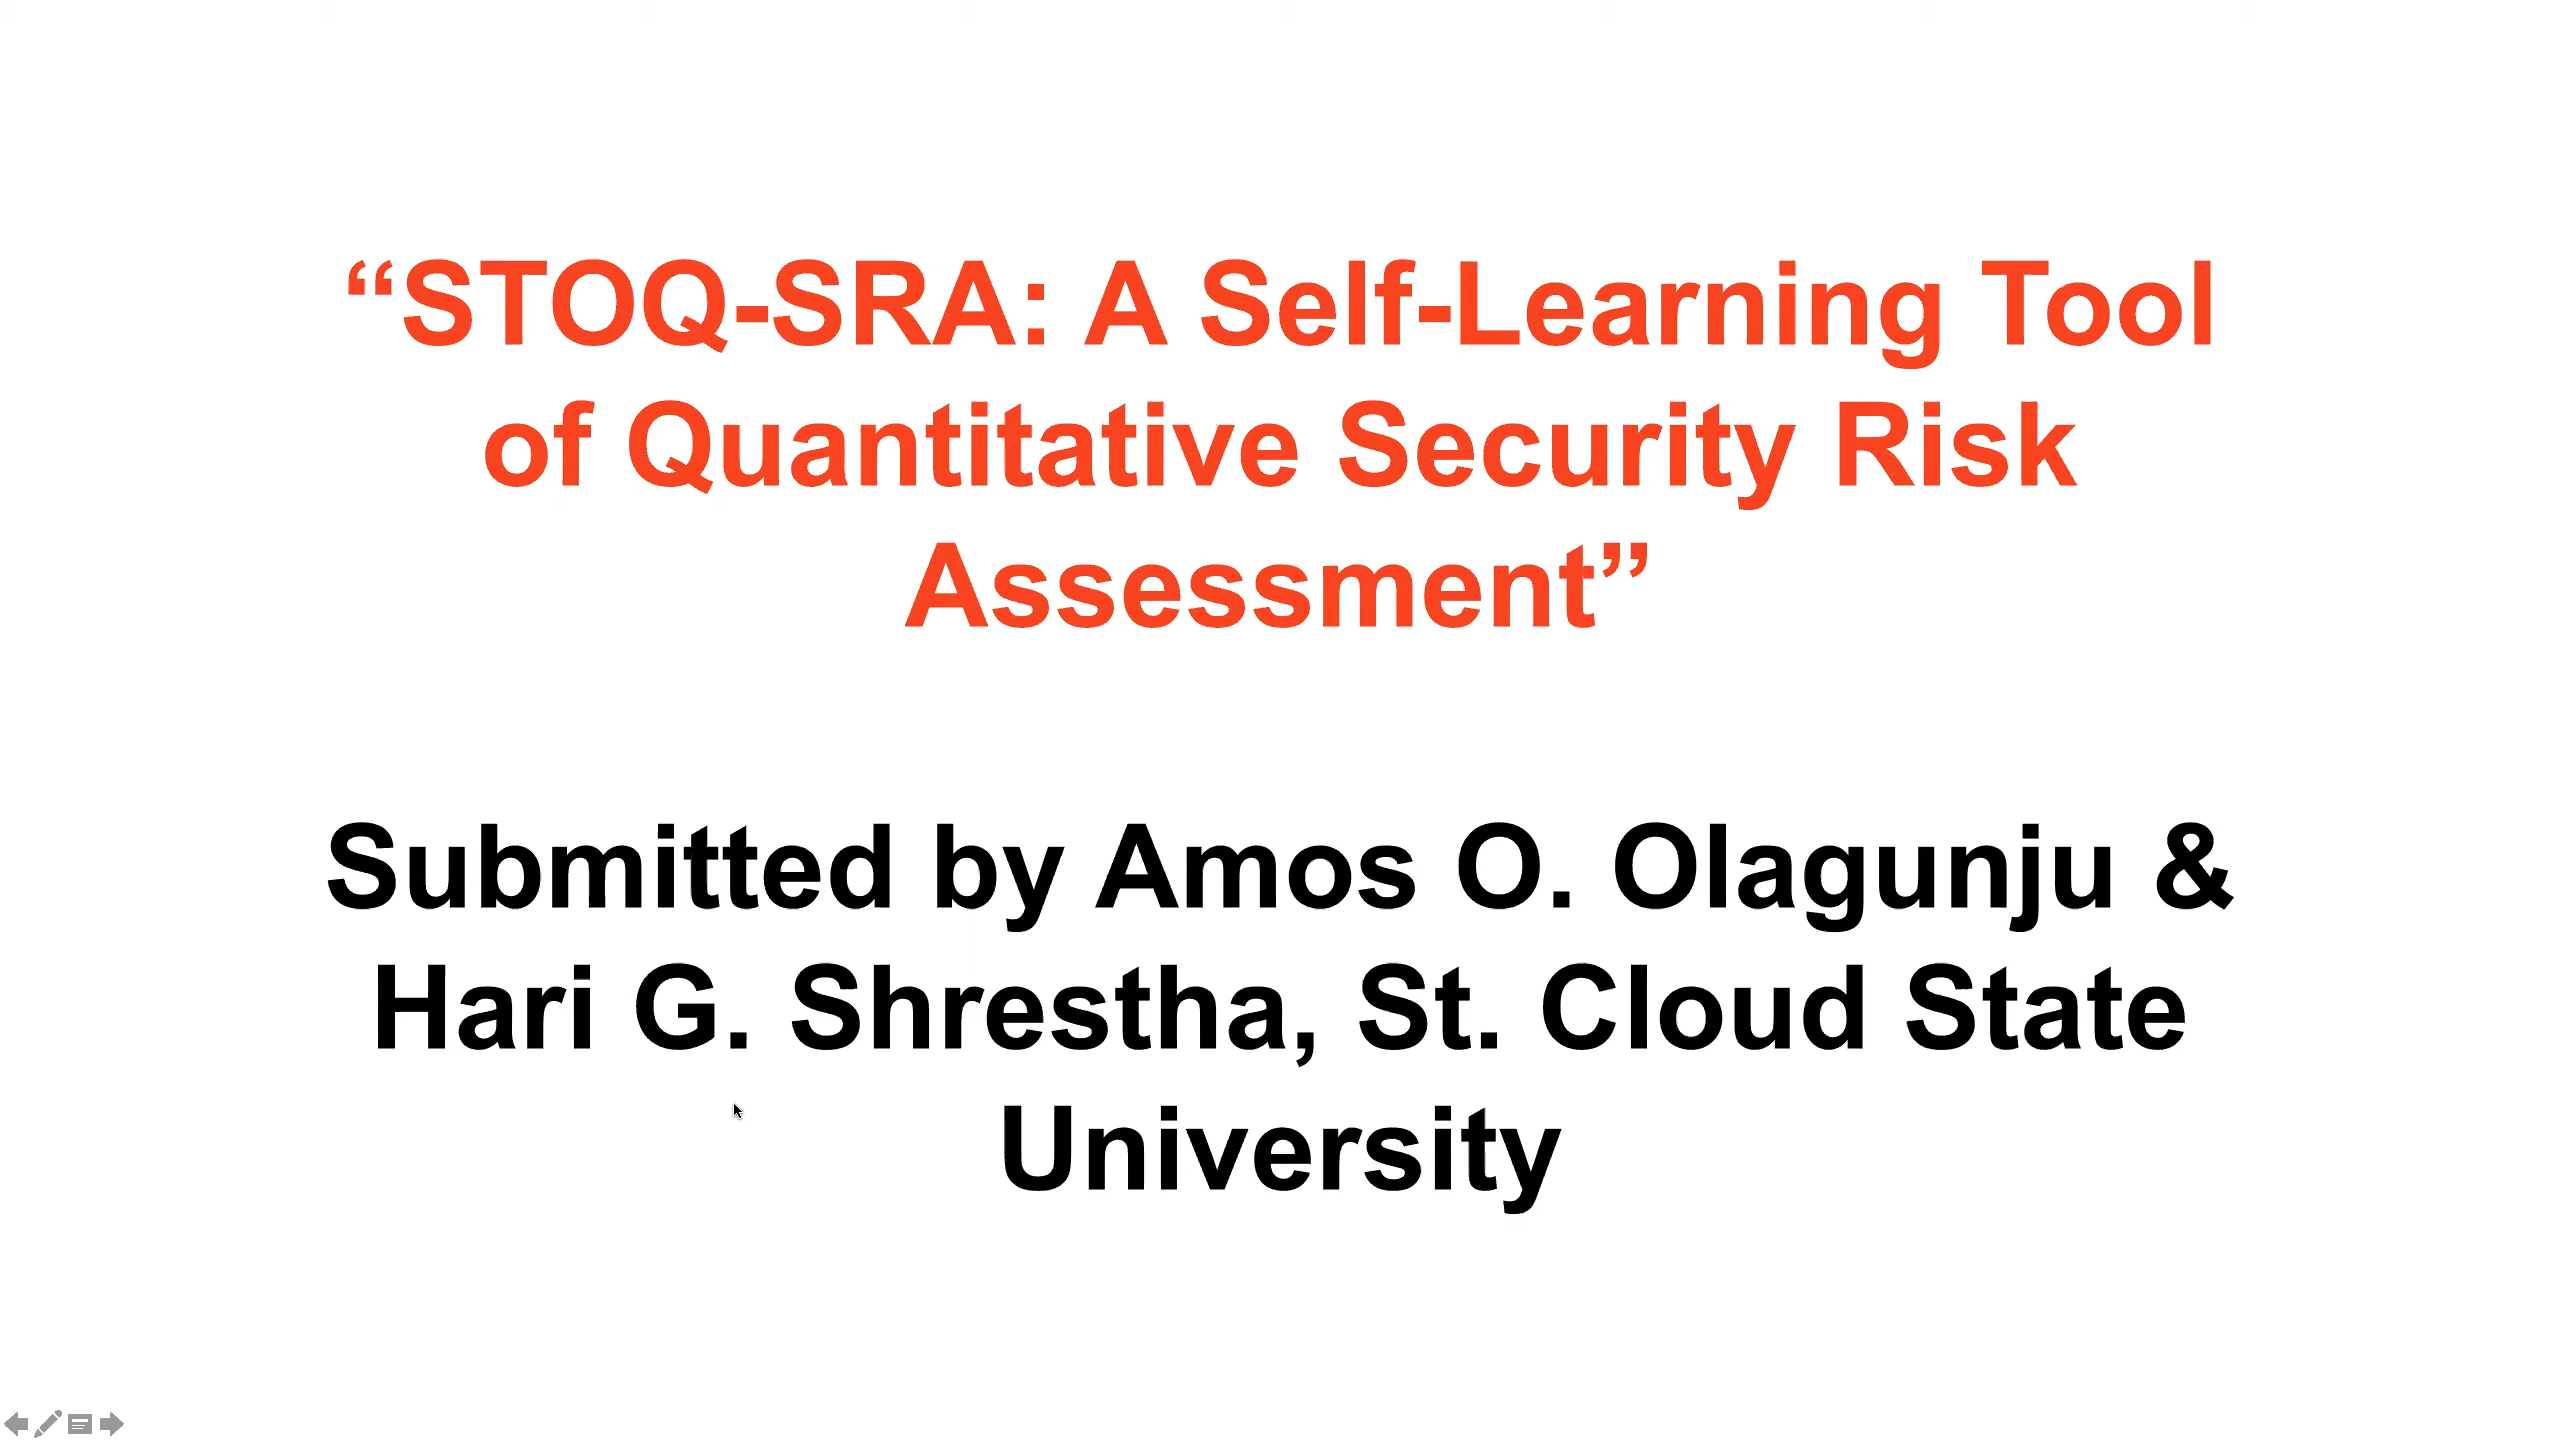 “STOQ-SRA: A Self-Learning Tool
of Quantitative Security Risk
Assessment”
Submitted by Amos O. Olagunju &
Hari G. Shrestha, St. Cloud State
University